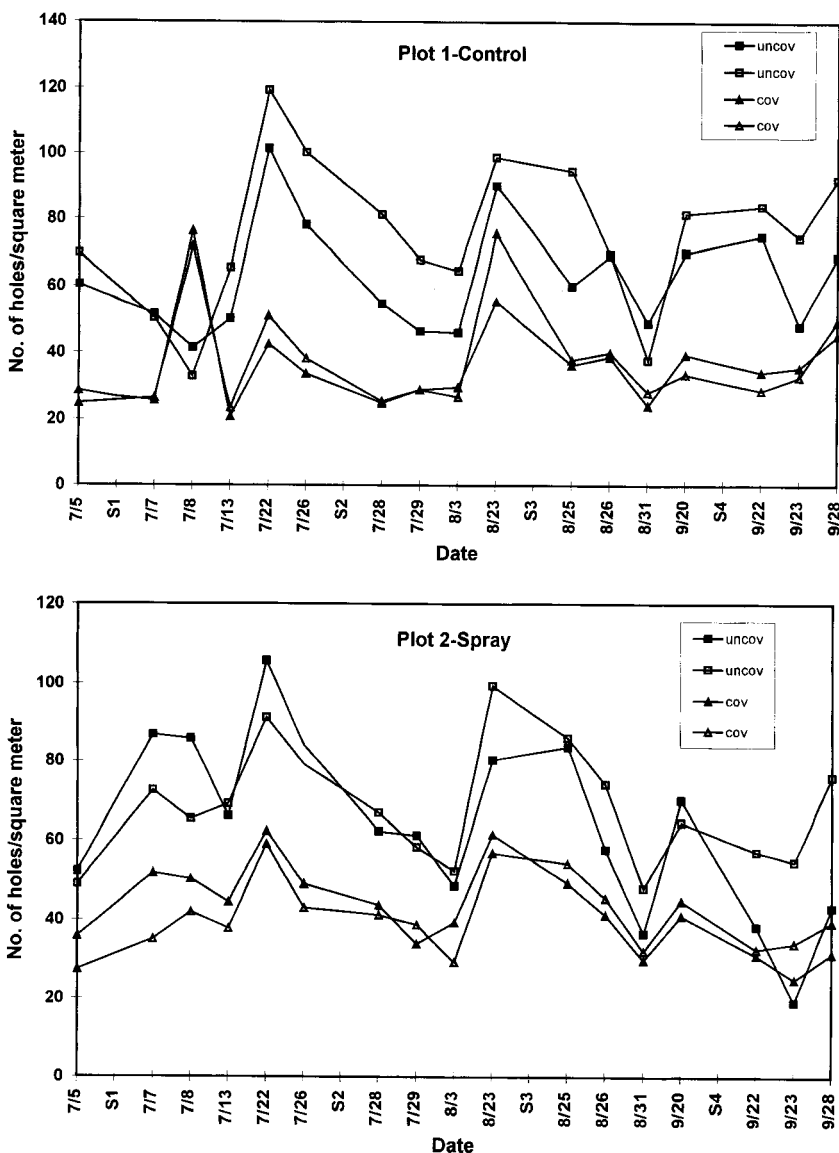 Plot 1-Control
uncov
uncov
cov
cov
No. of holes/square meter
140
120
100
80
60
40
20
0
7/5
S1
7/7
7/8
7/13
7/22
7/26
S2
7/28
7/29
8/3
8/23
S3
8/25
8/26
8/31
9/20
S4
9/22
9/23
9/28
Date
Plot 2-Spray
uncov
uncov
cov
cov
No. of holes/square meter
120
100
80
60
40
20
0
7/5
S1
7/7
7/8
7/13
7/22
7/26
S2
7/28
7/29
8/3
8/23
S3
8/25
8/26
8/31
9/20
S4
9/22
9/23
9/28
Date